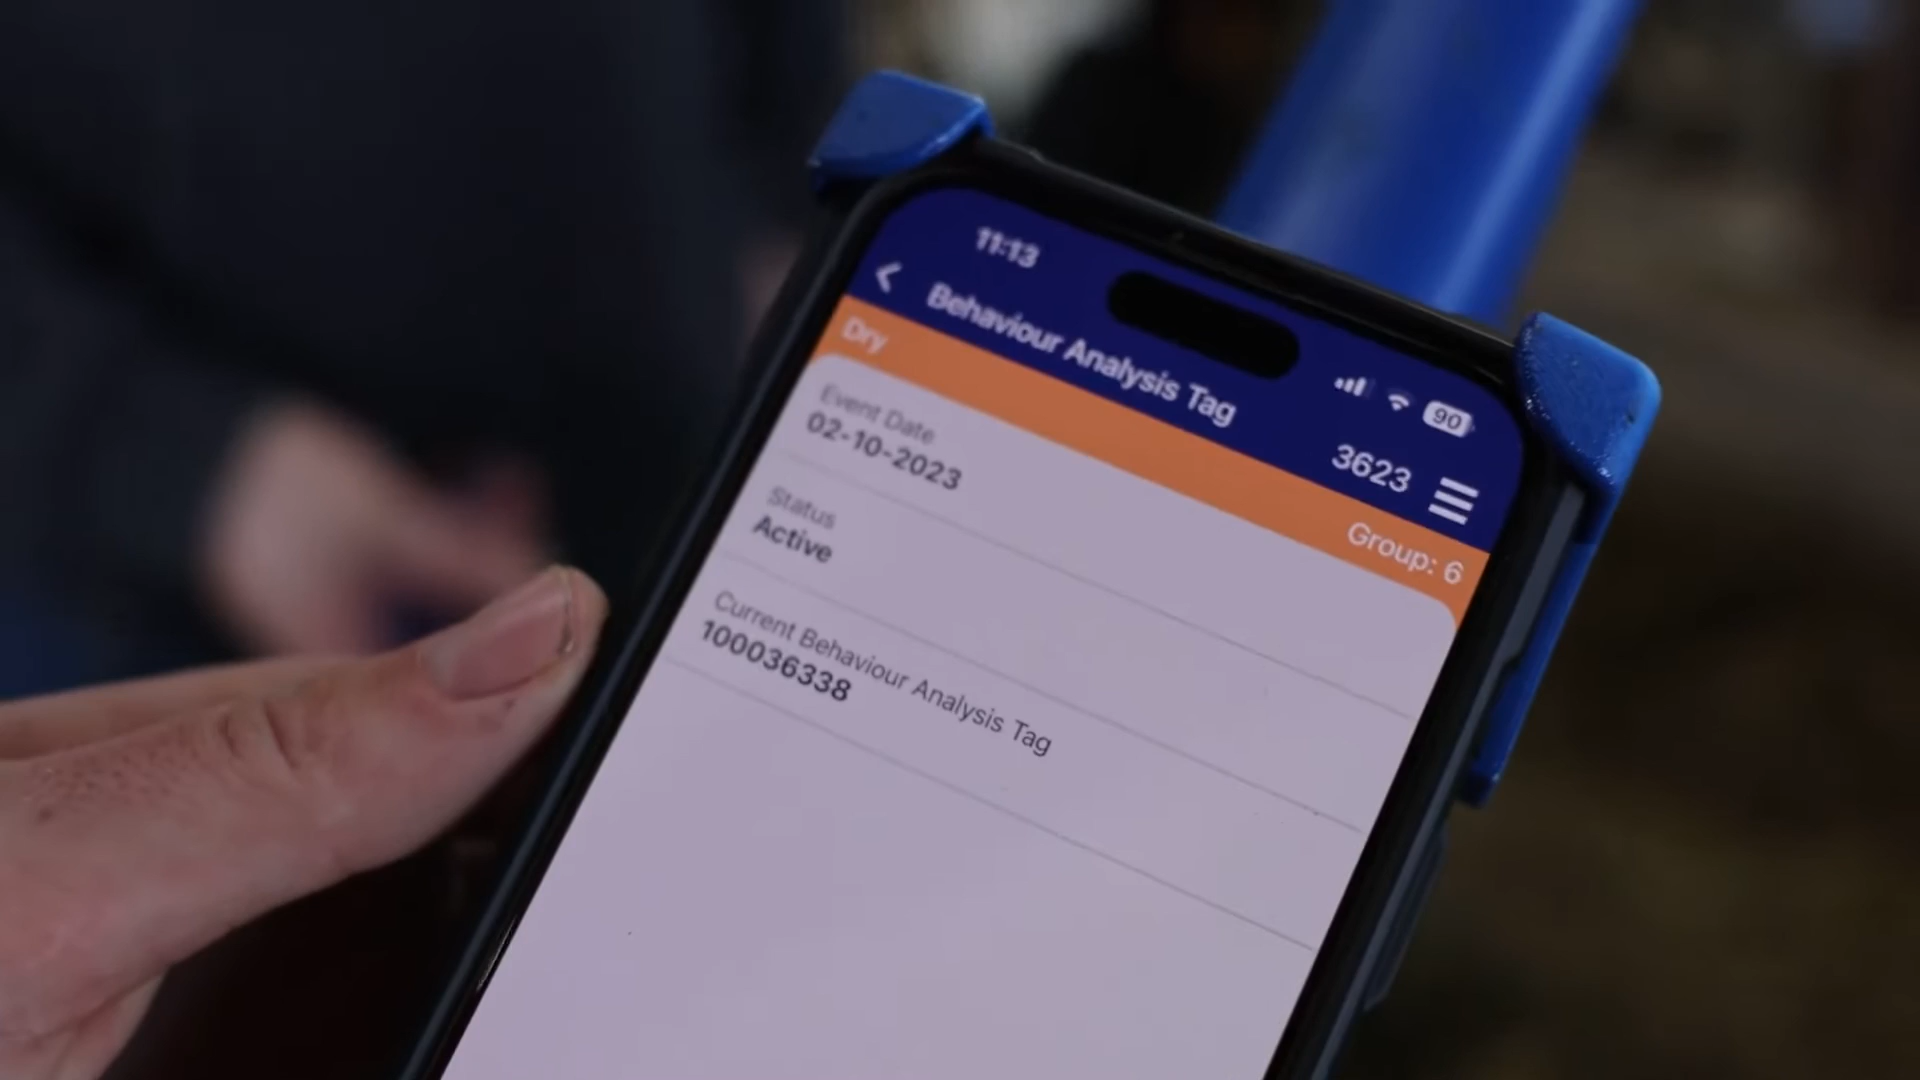 11:13
90
Behaviour Analysis Tag
3623
Dry
Group: 6
Event Date
02-10-2023
Status
Active
Current Behaviour Analysis Tag
100036338